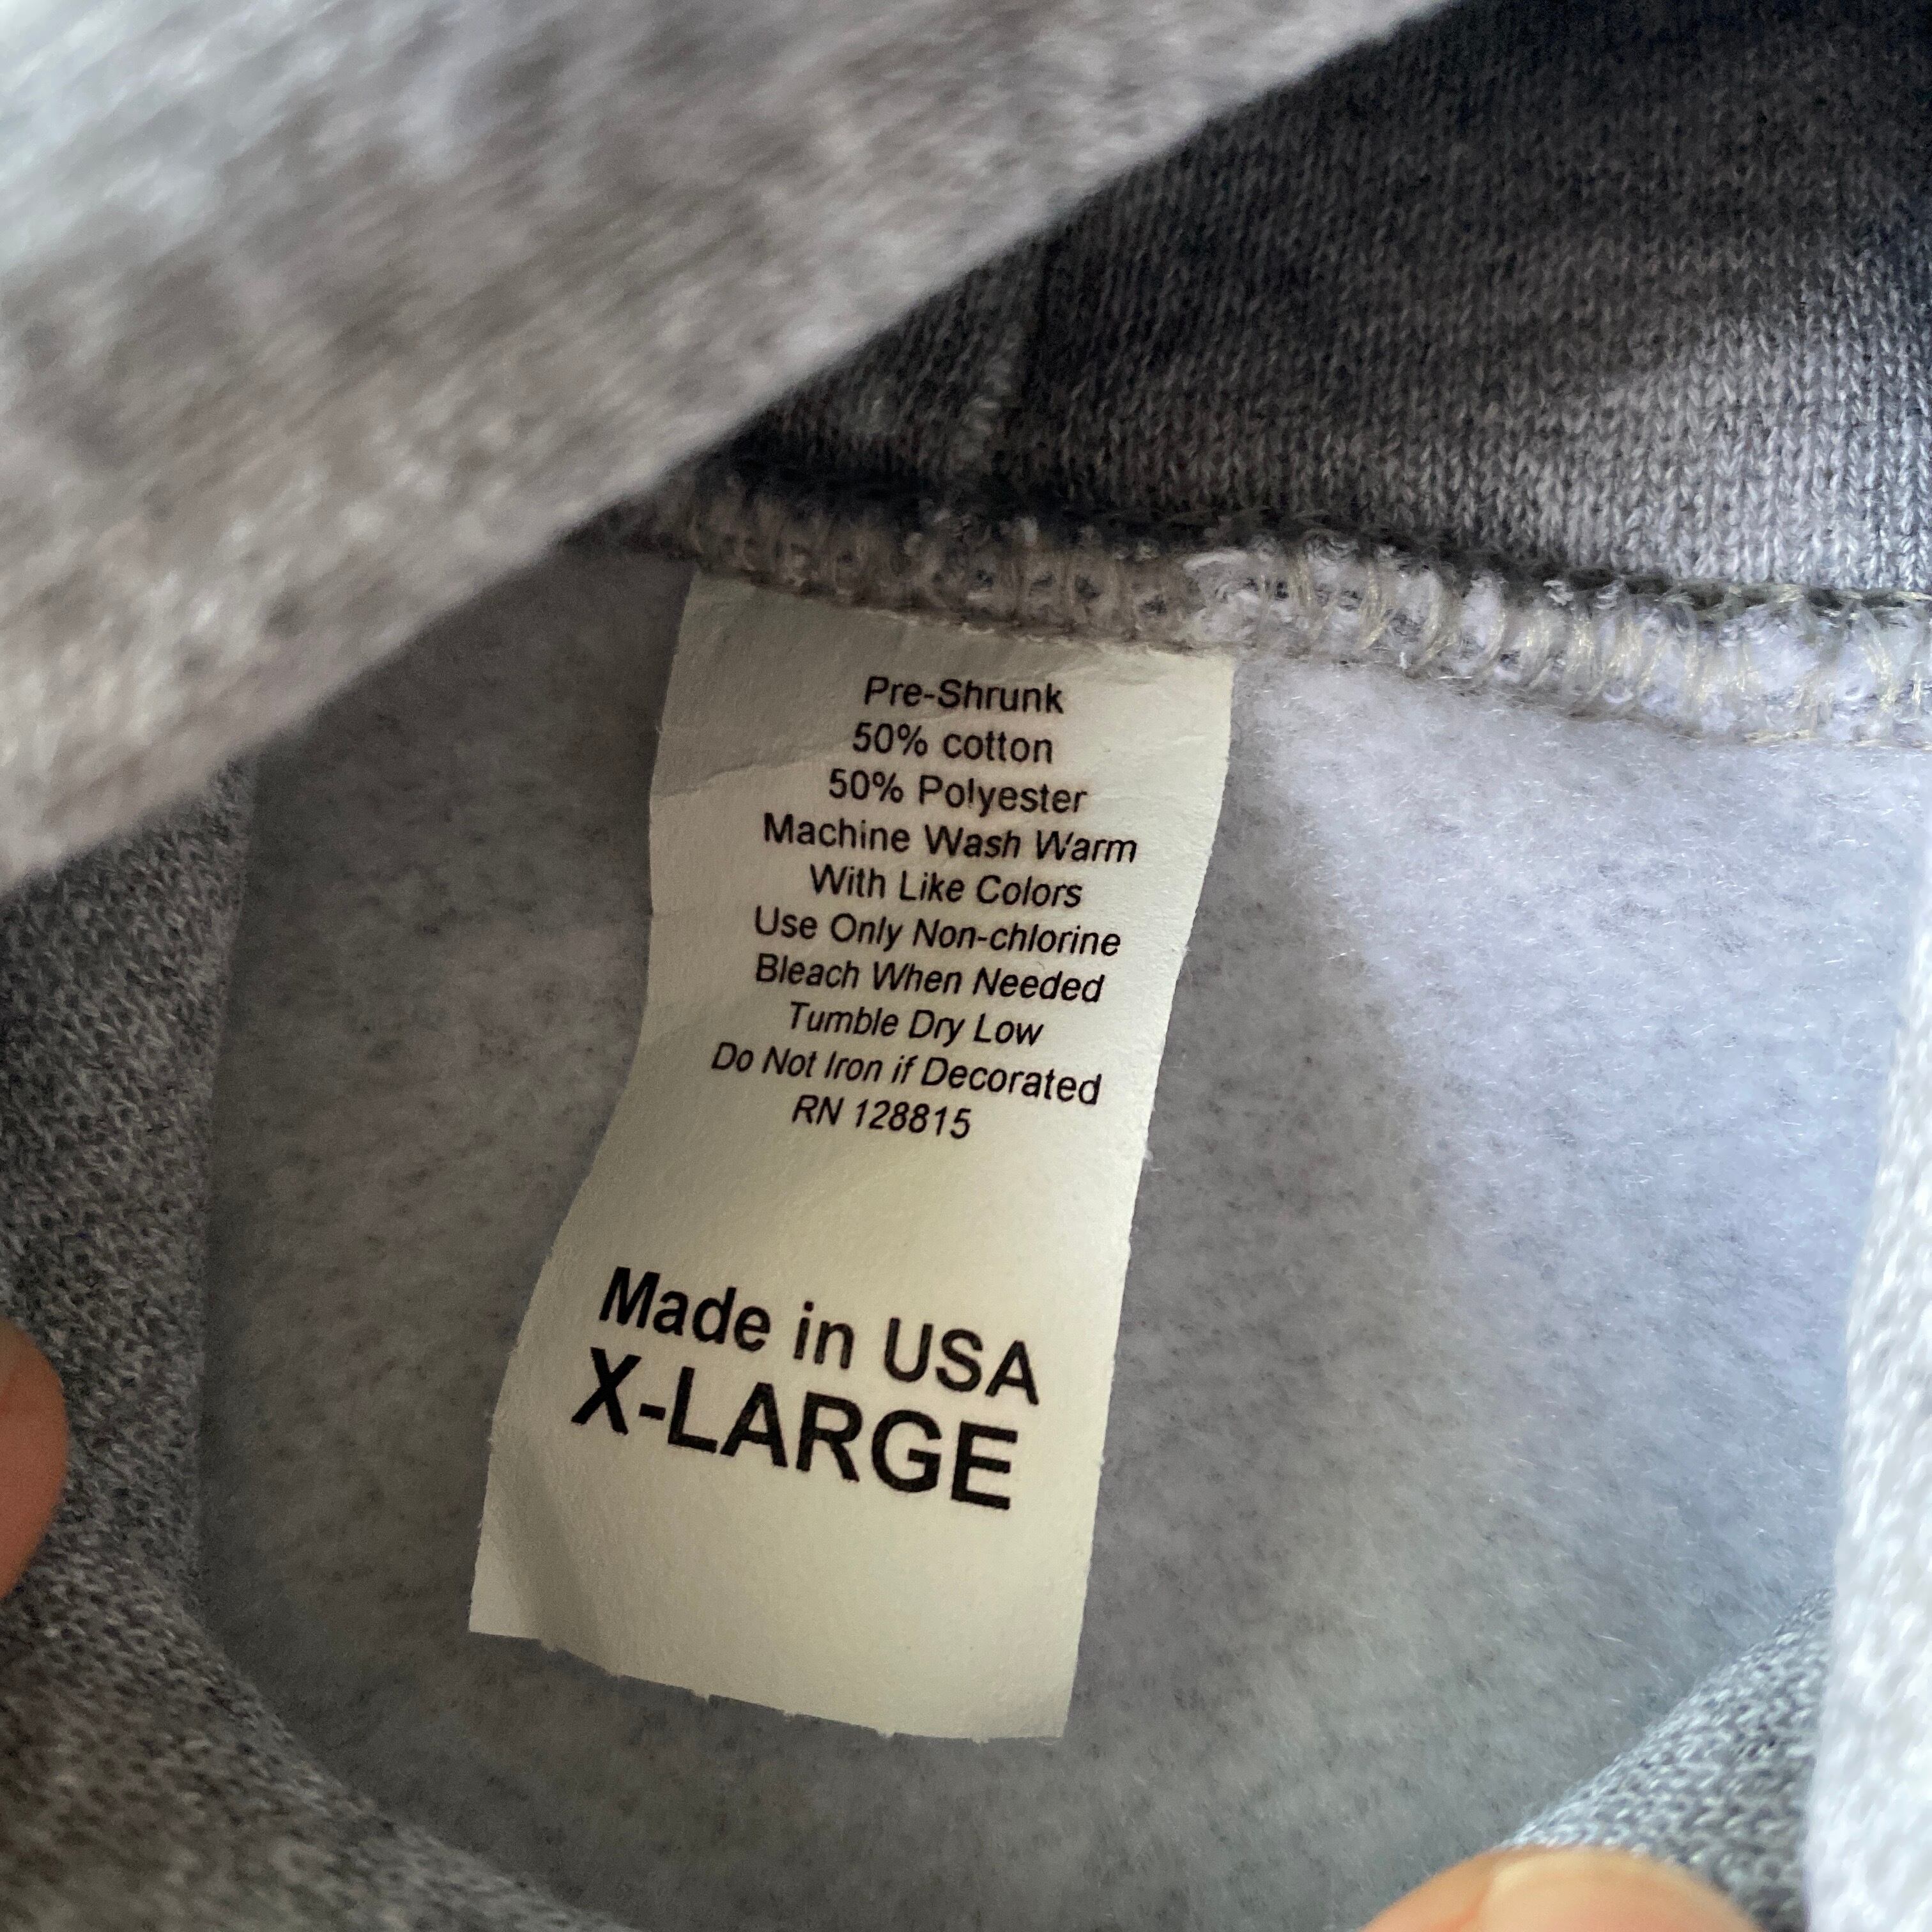 Pre-Shrunk
50% cotton
50% Polyester
Machine Wash Warm
With Like Colors
Use Only Non-chlorine
Bleach When Needed
Tumble Dry Low
Do Not Iron if Decorated
RN 128815
Made in USA
X-LARGE